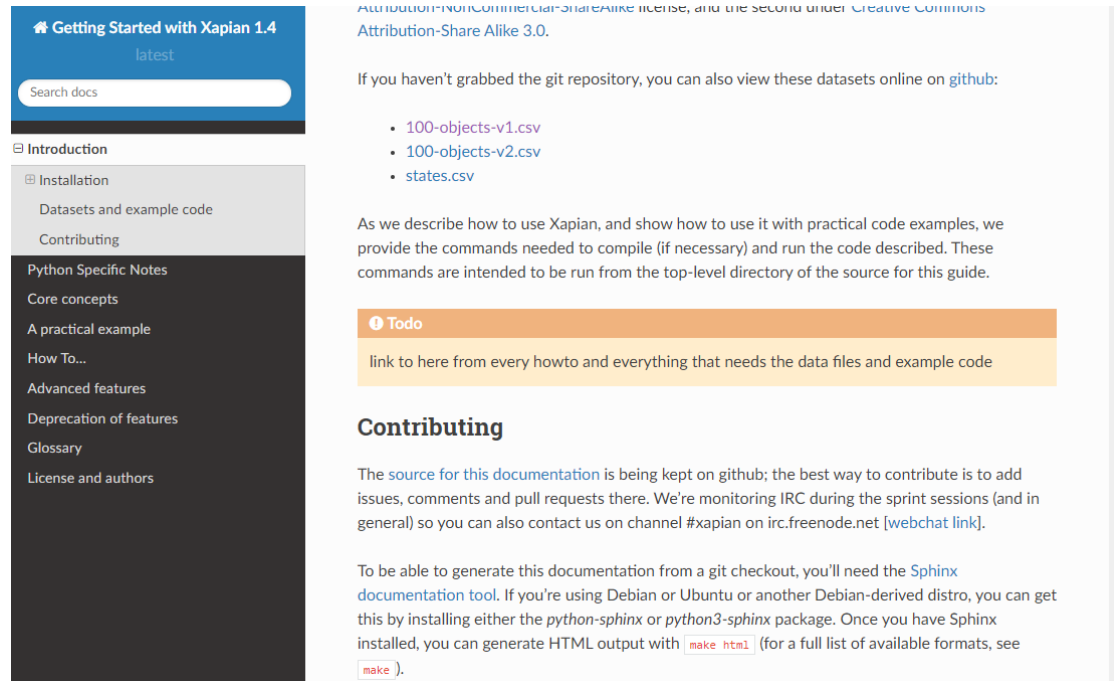 Getting Started with Xapian 1.4
latest
Search docs
Introduction
Installation
Datasets and example code
Contributing
Python Specific Notes
Core concepts
A practical example
How To...
Advanced features
Deprecation of features
Glossary
License and authors
Attribution-NonCommercial-ShareAlike license, and the second under Creative Commons
Attribution-Share Alike 3.0.
If you haven’t grabbed the git repository, you can also view these datasets online on github:
• 100-objects-v1.csv
• 100-objects-v2.csv
• states.csv
As we describe how to use Xapian, and show how to use it with practical code examples, we
provide the commands needed to compile (if necessary) and run the code described. These
commands are intended to be run from the top-level directory of the source for this guide.
Todo
link to here from every howto and everything that needs the data files and example code
Contributing
The source for this documentation is being kept on github; the best way to contribute is to add
issues, comments and pull requests there. We’re monitoring IRC during the sprint sessions (and in
general) so you can also contact us on channel #xapian on irc.freenode.net [webchat link].
To be able to generate this documentation from a git checkout, you’ll need the Sphinx
documentation tool. If you’re using Debian or Ubuntu or another Debian-derived distro, you can get
this by installing either the python-sphinx or python3-sphinx package. Once you have Sphinx
installed, you can generate HTML output with make html (for a full list of available formats, see
make ).